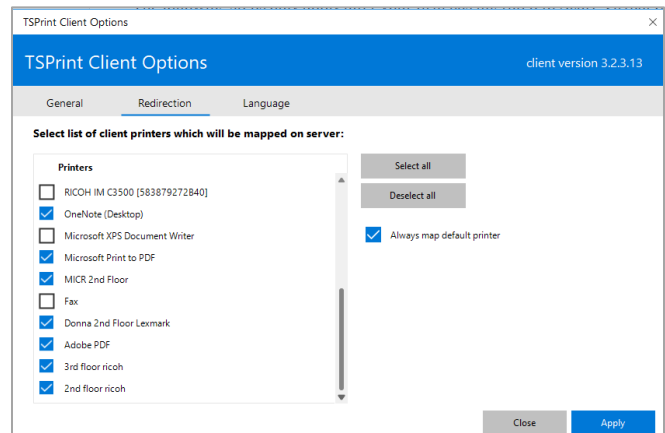 TSPrint Client Options
TSPrint Client Options
client version 3.2.3.13
General
Redirection
Language
Select list of client printers which will be mapped on server:
Printers
RICOH IM C3500 [583879272B40]
OneNote (Desktop)
Microsoft XPS Document Writer
Microsoft Print to PDF
MICR 2nd Floor
Fax
Donna 2nd Floor Lexmark
Adobe PDF
3rd floor ricoh
2nd floor ricoh
Select all
Deselect all
Always map default printer
Close
Apply